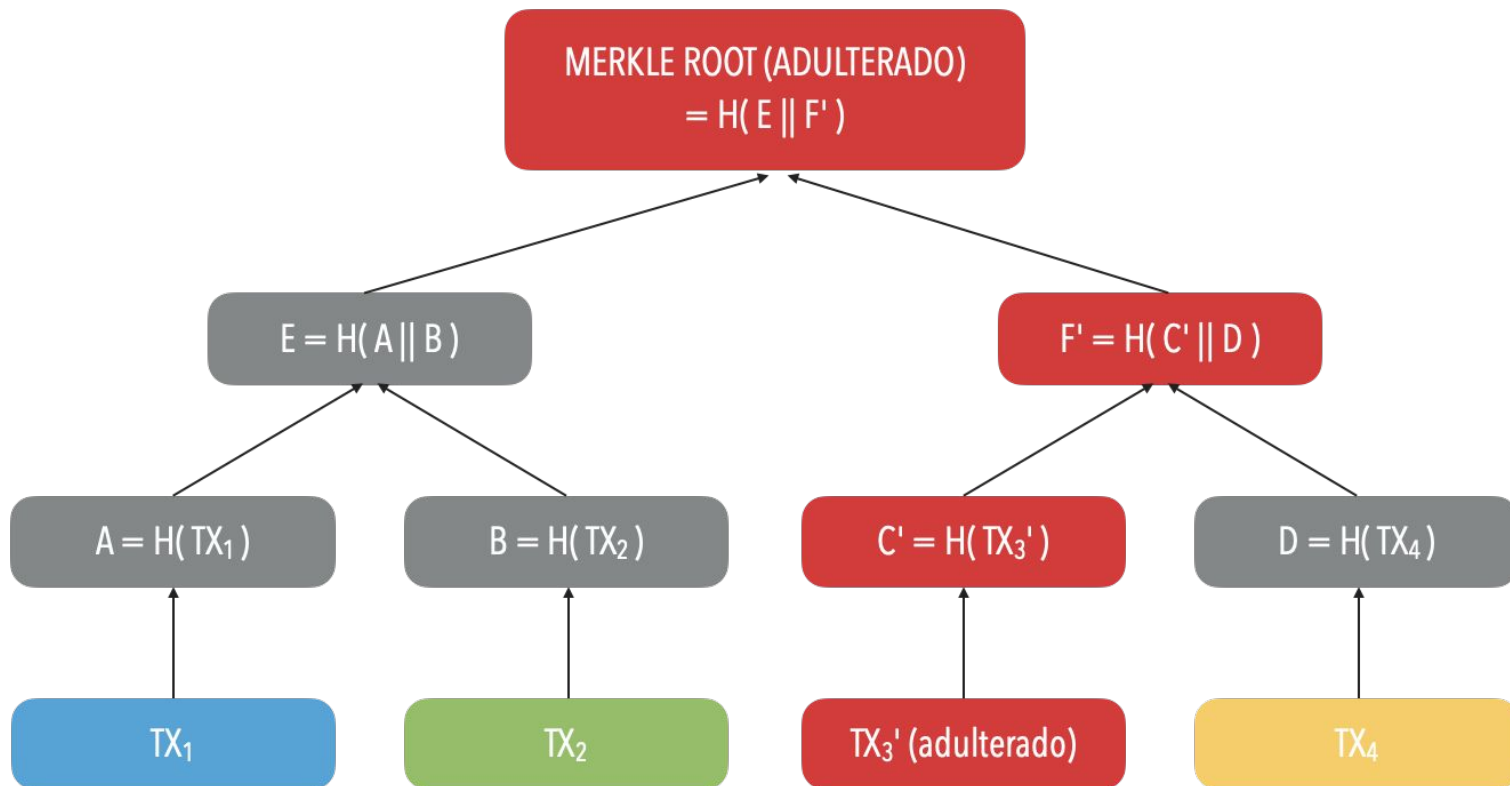 MERKLE ROOT (ADULTERADO)
= H( E || F' )
E = H( A || B )
F' = H( C' || D )
A = H( TX₁ )
B = H( TX₂ )
C' = H( TX₃' )
D = H( TX₄ )
TX₁
TX₂
TX₃' (adulterado)
TX₄